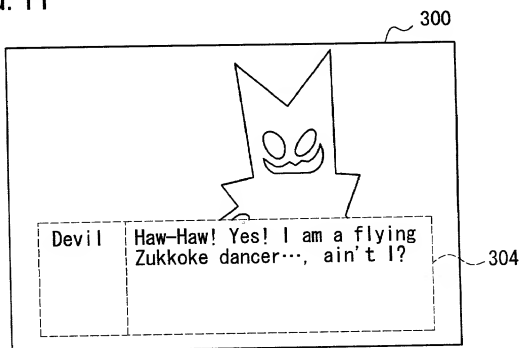 300
Devil
Haw-Haw! Yes! I am a flying
Zukkoke dancer…, ain't I?
304